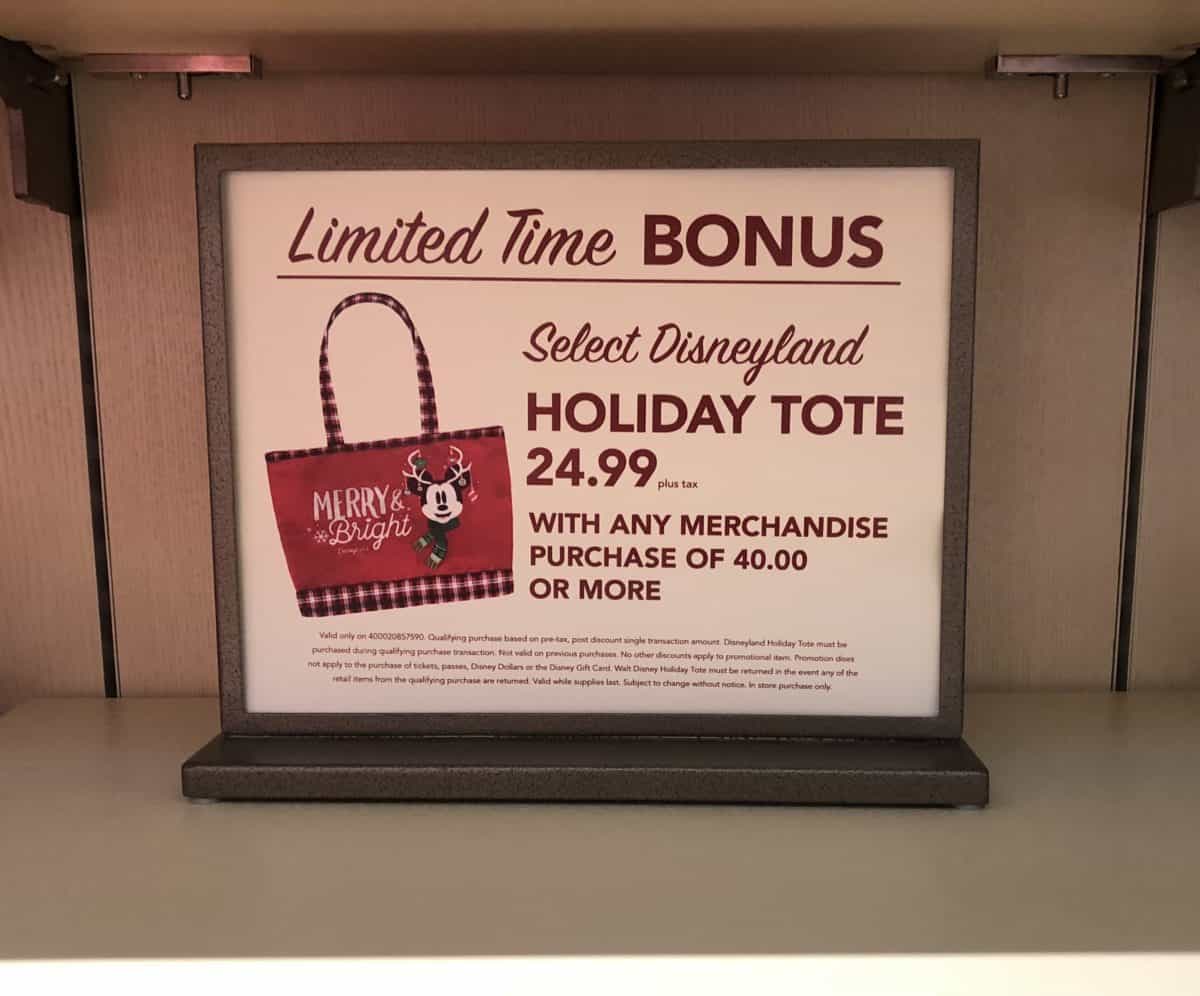 Limited Time BONUS
Select Disneyland
HOLIDAY TOTE
24.99 plus tax
WITH ANY MERCHANDISE
PURCHASE OF 40.00
OR MORE
MERRY &
Bright
Valid only on 400020857590. Qualifying purchase based on pre-tax, post discount single transaction amount. Disneyland Holiday Tote must be
purchased during qualifying purchase transaction. Not valid on previous purchases. No other discounts apply to promotional item. Promotion does
not apply to the purchase of tickets, passes, Disney Dollars or the Disney Gift Card. Walt Disney Holiday Tote must be returned in the event any of the
retail items from the qualifying purchase are returned. Valid while supplies last. Subject to change without notice. In store purchase only.